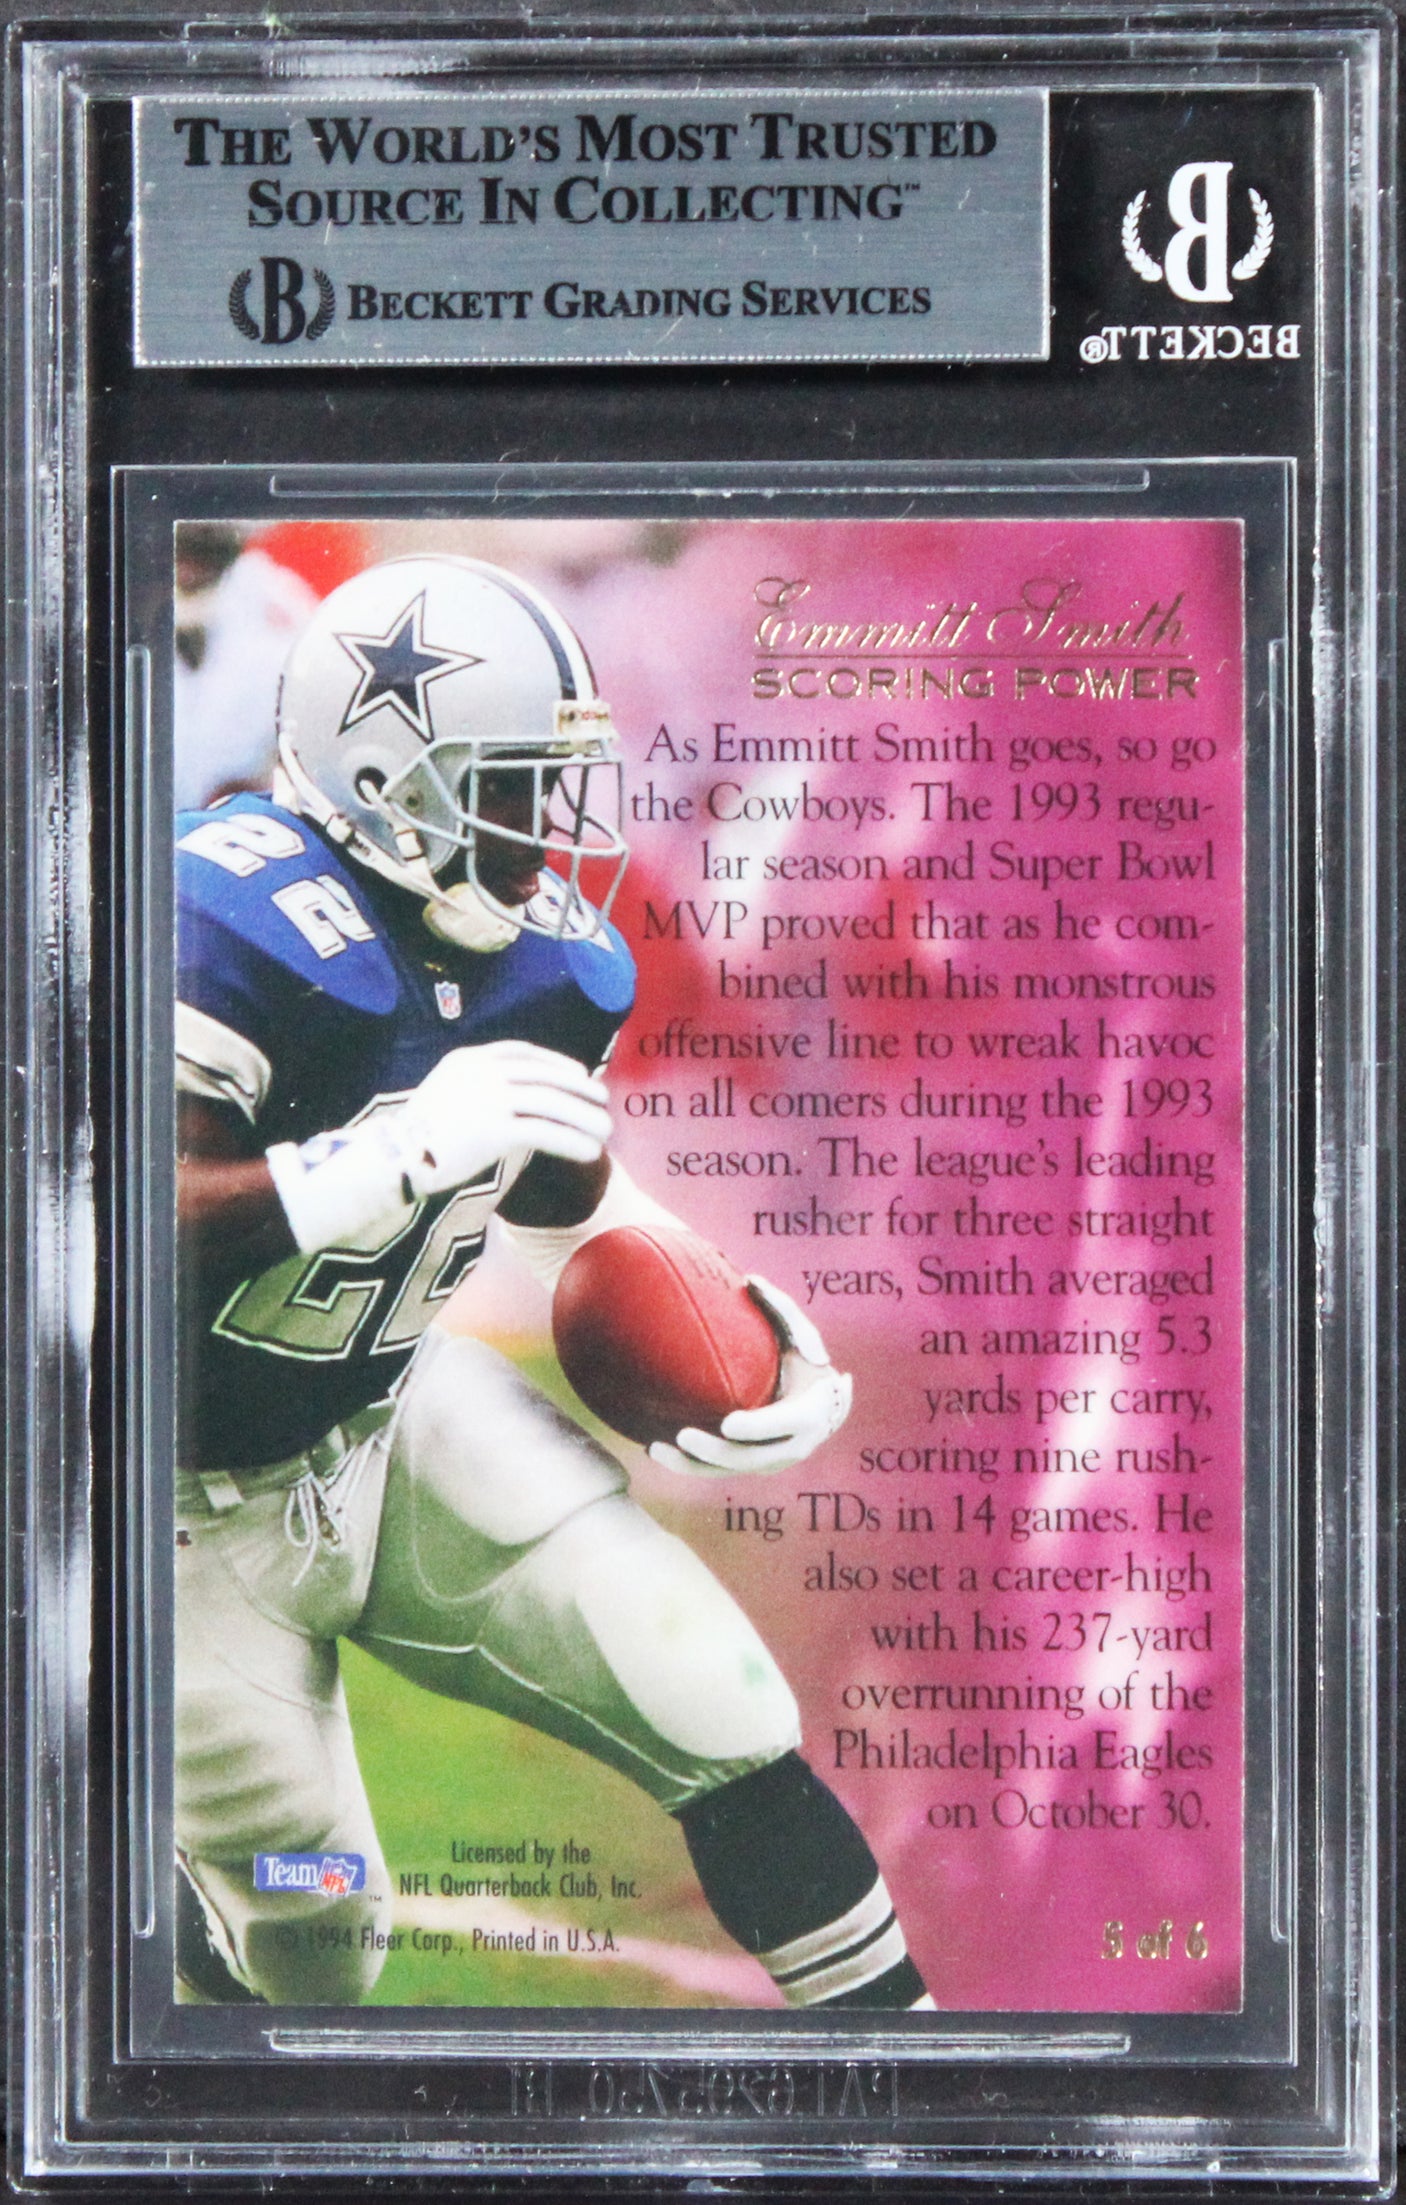 THE WORLD'S MOST TRUSTED
SOURCE IN COLLECTING™
B BECKETT GRADING SERVICES
B
BECKETT®
Emmitt Smith
SCORING POWER
As Emmitt Smith goes, so go
the Cowboys. The 1993 regu-
lar season and Super Bowl
MVP proved that as he com-
bined with his monstrous
offensive line to wreak havoc
on all comers during the 1993
season. The league's leading
rusher for three straight
years, Smith averaged
an amazing 5.3
yards per carry,
scoring nine rush-
ing TDs in 14 games. He
also set a career-high
with his 237-yard
overrunning of the
Philadelphia Eagles
on October 30.
22
22
NFL
Team NFL™
Licensed by the
NFL Quarterback Club, Inc.
© 1994 Fleer Corp., Printed in U.S.A.
5 of 6